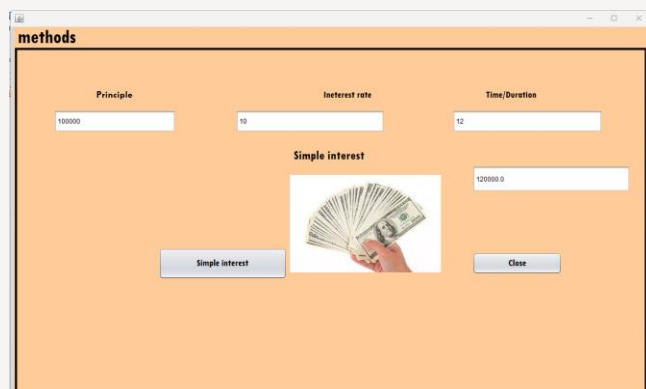 methods
Principle Ineterest rate Time/Duration
100000 10 12
Simple interest
120000.0
Simple interest Close